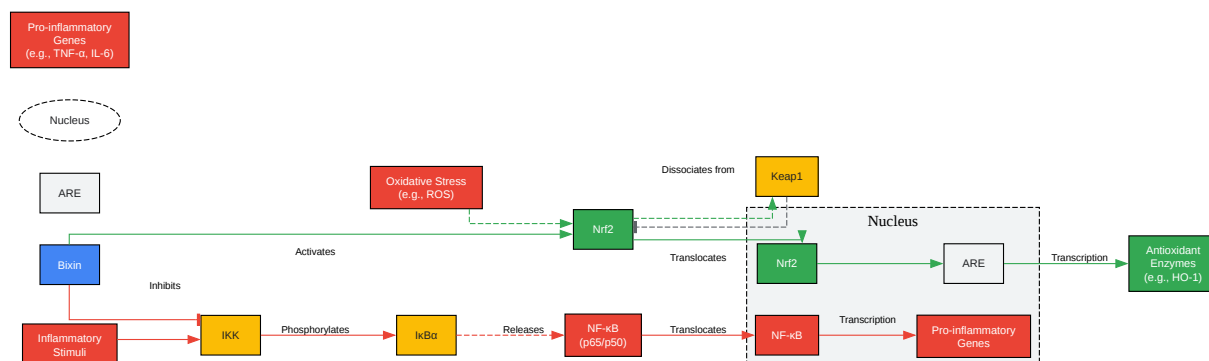 Pro-inflammatory
Genes
(e.g., TNF-α, IL-6)
Nucleus
ARE
Oxidative Stress
(e.g., ROS)
Dissociates from
Keap1
Nucleus
Nrf2
Bixin
Activates
Translocates
Nrf2
ARE
Transcription
Antioxidant
Enzymes
(e.g., HO-1)
Inhibits
Inflammatory
Stimuli
IKK
Phosphorylates
IκBα
Releases
NF-κB
(p65/p50)
Translocates
NF-κB
Transcription
Pro-inflammatory
Genes